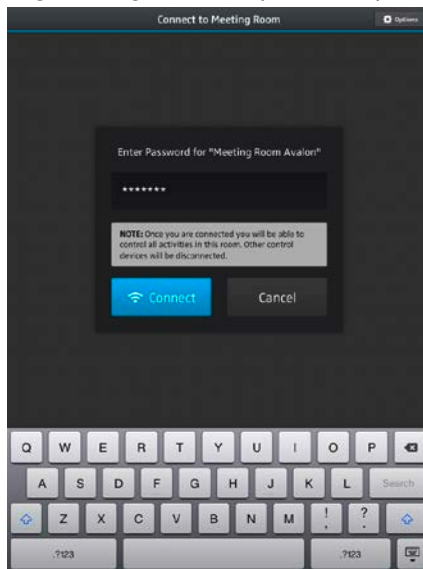 Connect to Meeting Room
Options
Enter Password for "Meeting Room Avalon"
*******
NOTE: Once you are connected you will be able to
control all activities in this room. Other control
devices will be disconnected.
Connect
Cancel
Q W E R T Y U I O P
A S D F G H J K L Search
Z X C V B N M ! , ? .
.?123 .?123